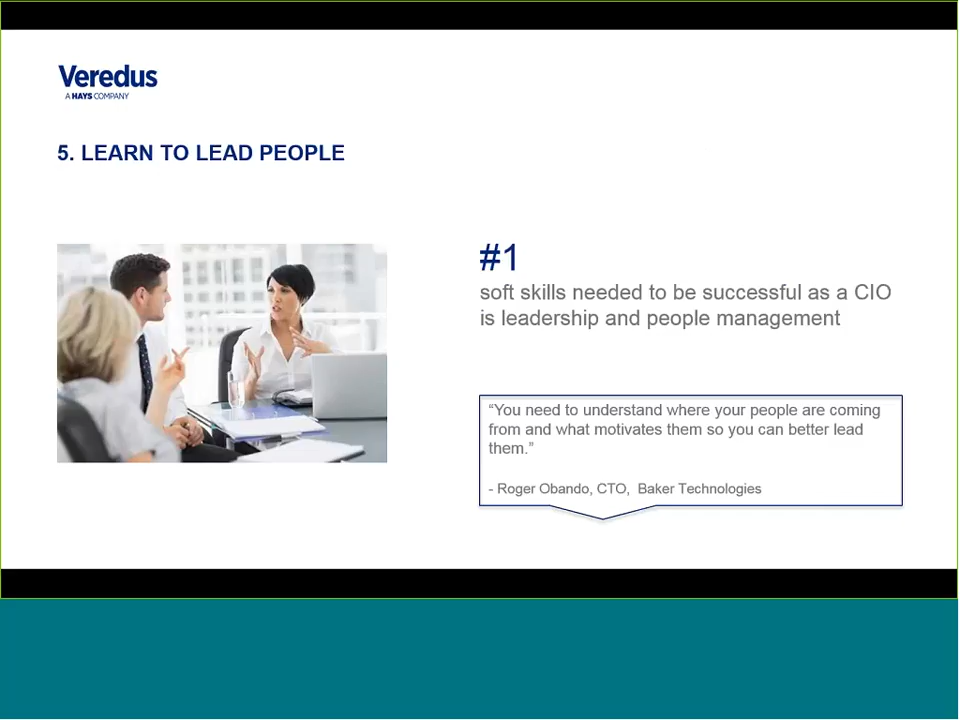 Veredus
A HAYS COMPANY
5. LEARN TO LEAD PEOPLE
#1
soft skills needed to be successful as a CIO
is leadership and people management
“You need to understand where your people are coming
from and what motivates them so you can better lead
them.”
- Roger Obando, CTO,  Baker Technologies